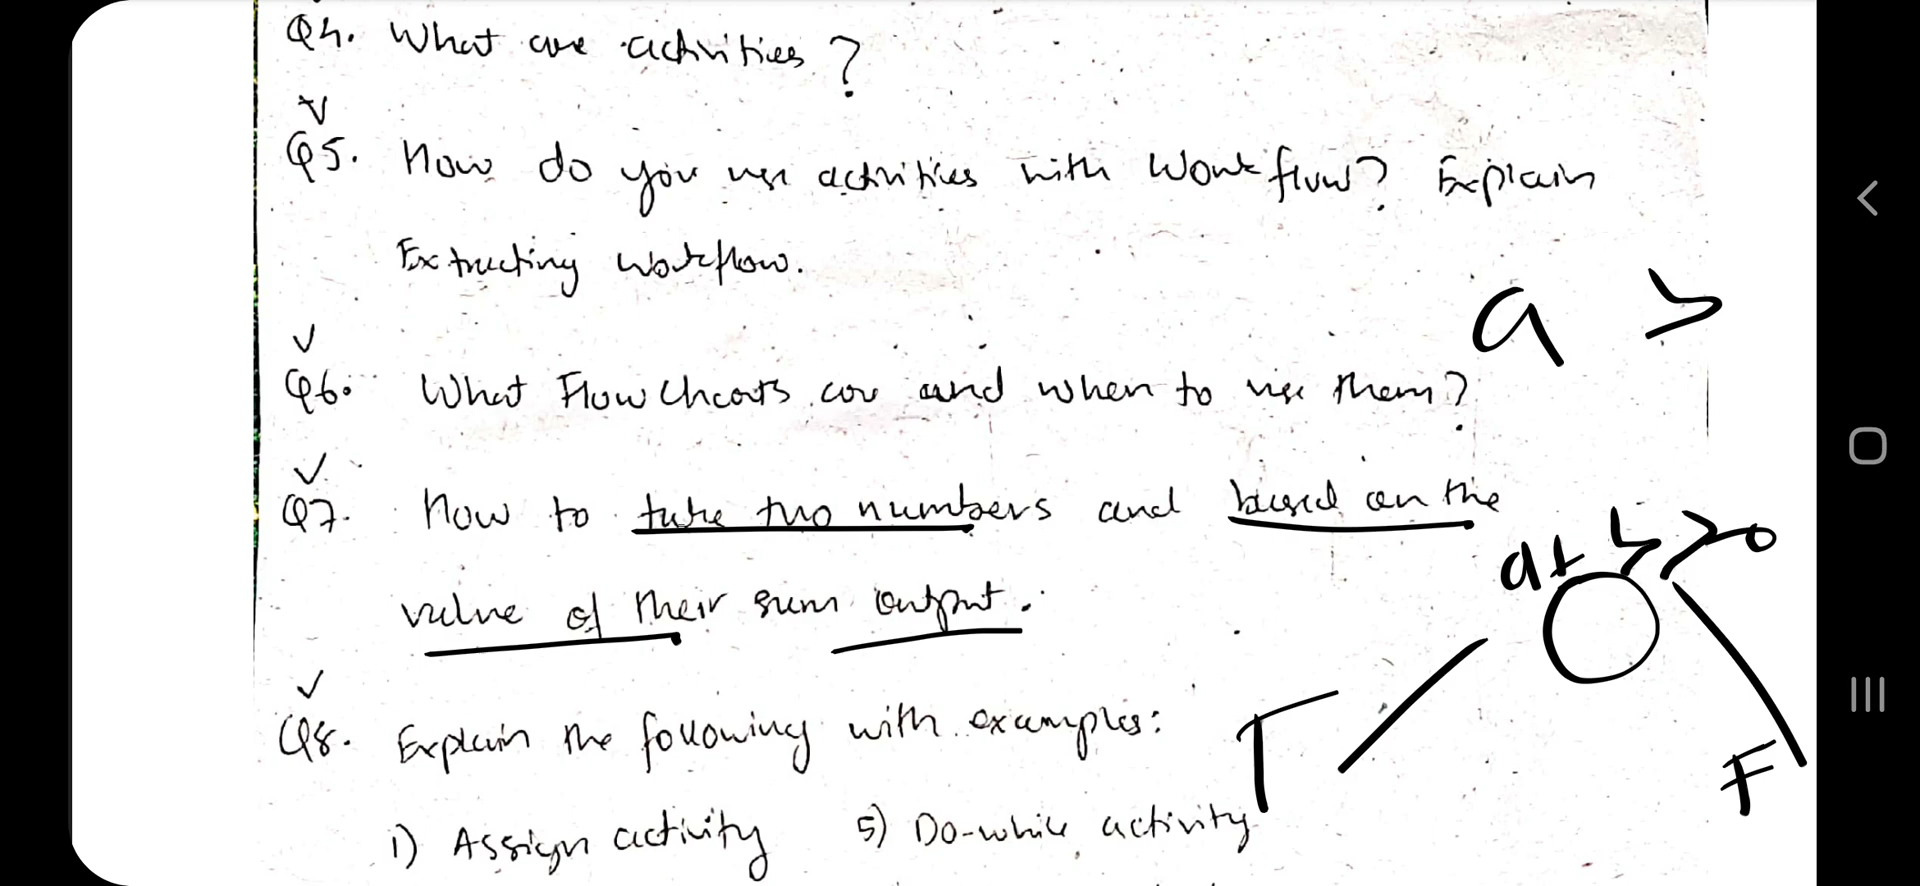 Q4. What are activities?
Q5. How do you use activities with Workflow? Explain
Extracting workflow.
a b
Q6. What Flowcharts are and when to use them?
Q7. How to take two numbers and based on the
value of their sum output.
a+b>20
T
F
Q8. Explain the following with examples:
1) Assign activity 5) Do-while activity